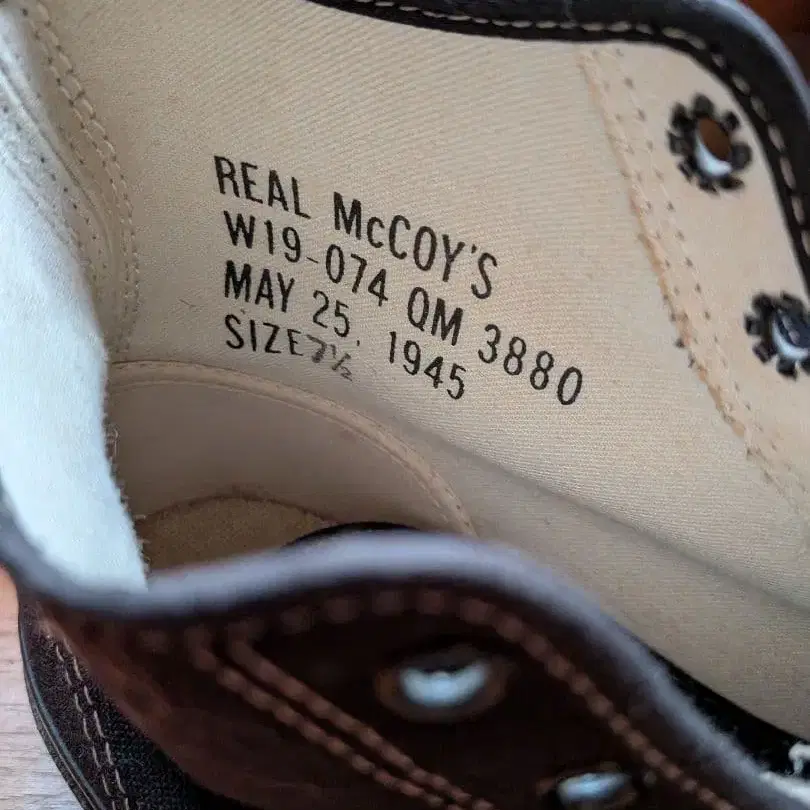 REAL McCOY'S
W19-074 QM 3880
MAY 25, 1945
SIZE 7½